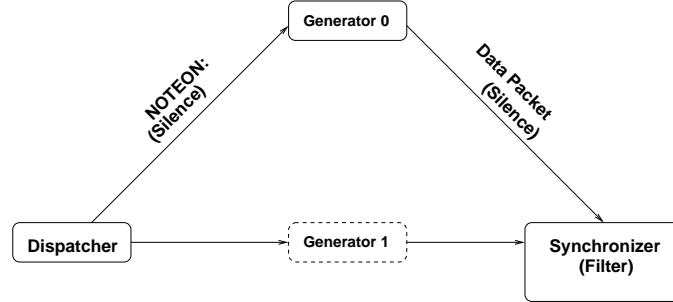 Generator 0
NOTEON:
(Silence)
Data Packet
(Silence)
Dispatcher
Generator 1
Synchronizer
(Filter)